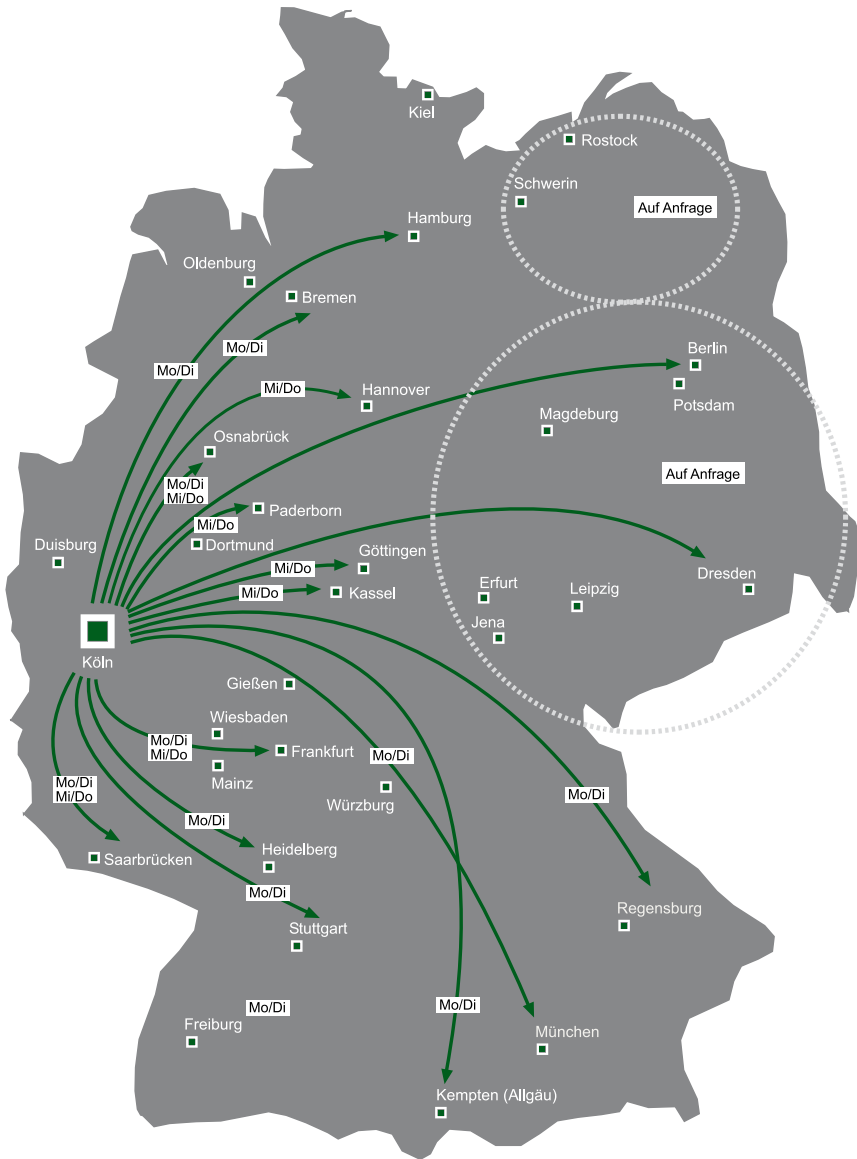 Kiel
Rostock
Schwerin
Auf Anfrage
Hamburg
Oldenburg
Bremen
Mo/Di
Mo/Di
Berlin
Potsdam
Mi/Do
Hannover
Magdeburg
Osnabrück
Auf Anfrage
Mo/Di
Mi/Do
Paderborn
Mi/Do
Duisburg
Dortmund
Göttingen
Mi/Do
Dresden
Mi/Do
Kassel
Erfurt
Leipzig
Jena
Köln
Gießen
Wiesbaden
Mo/Di
Mi/Do
Frankfurt
Mo/Di
Mainz
Mo/Di
Mi/Do
Würzburg
Mo/Di
Mo/Di
Heidelberg
Saarbrücken
Mo/Di
Regensburg
Stuttgart
Mo/Di
Mo/Di
Freiburg
München
Kempten (Allgäu)